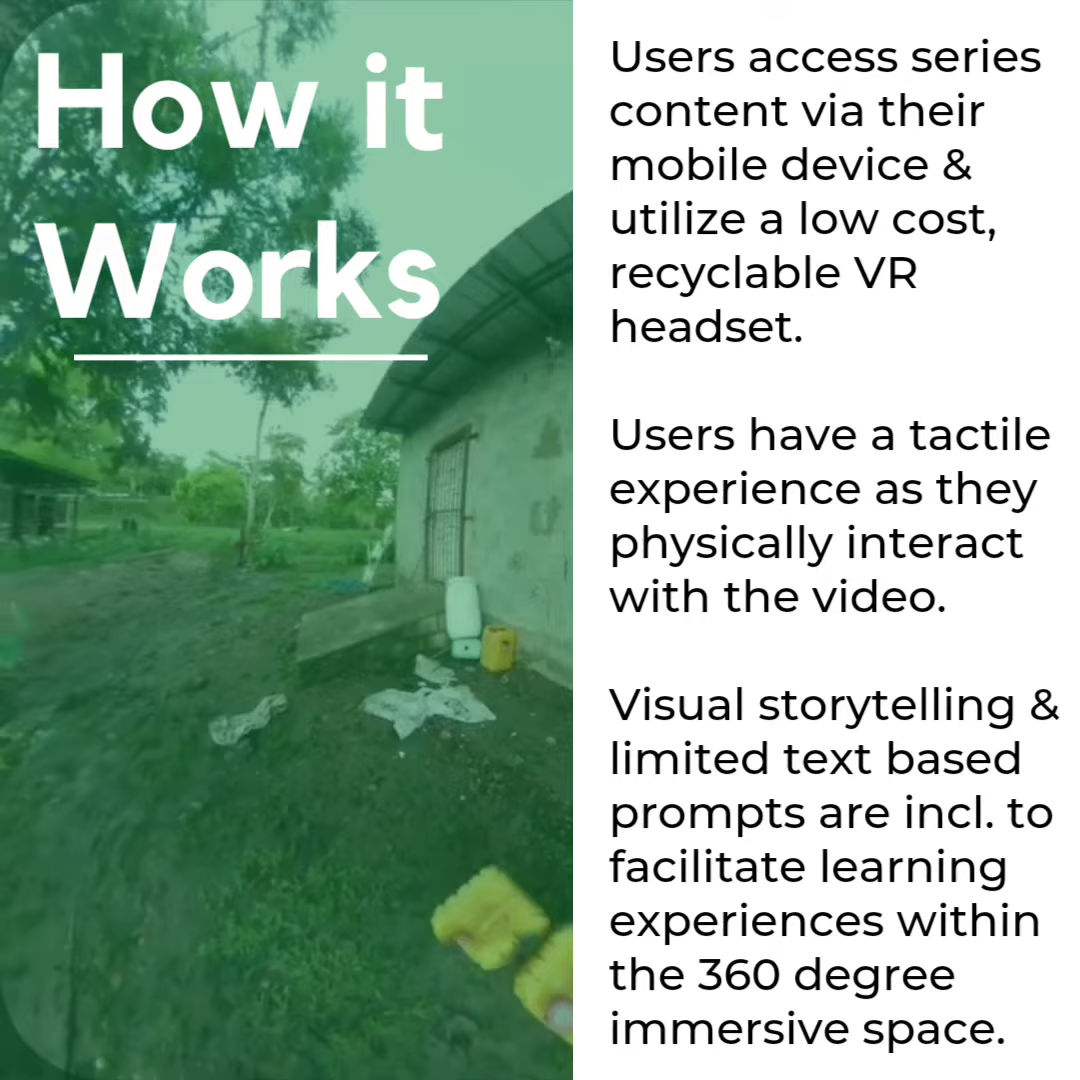 How it
Works
Users access series
content via their
mobile device &
utilize a low cost,
recyclable VR
headset.
Users have a tactile
experience as they
physically interact
with the video.
Visual storytelling &
limited text based
prompts are incl. to
facilitate learning
experiences within
the 360 degree
immersive space.